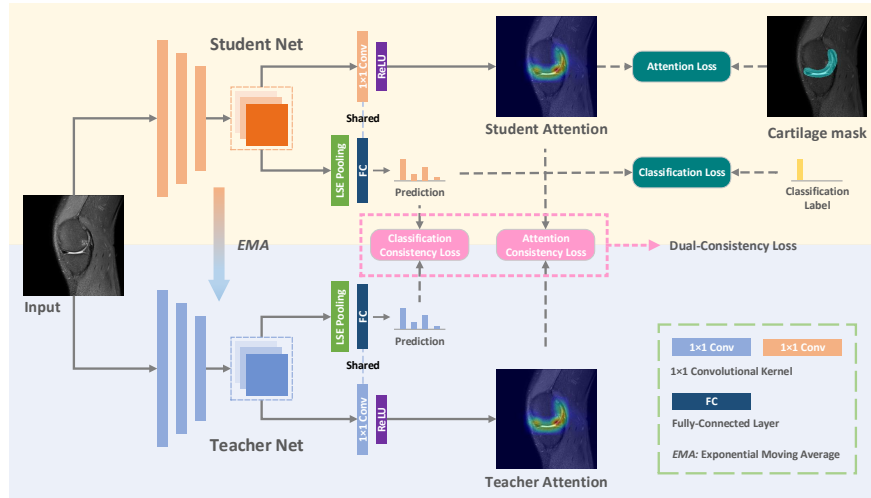 Student Net
1×1 Conv
ReLU
Shared
LSE Pooling
FC
Prediction
Student Attention
Attention Loss
Cartilage mask
Classification Loss
Classification
Label
Input
EMA
Classification
Consistency Loss
Attention
Consistency Loss
Dual-Consistency Loss
LSE Pooling
FC
Prediction
Shared
1×1 Conv
ReLU
Teacher Net
Teacher Attention
1×1 Conv
1×1 Conv
1×1 Convolutional Kernel
FC
Fully-Connected Layer
EMA: Exponential Moving Average